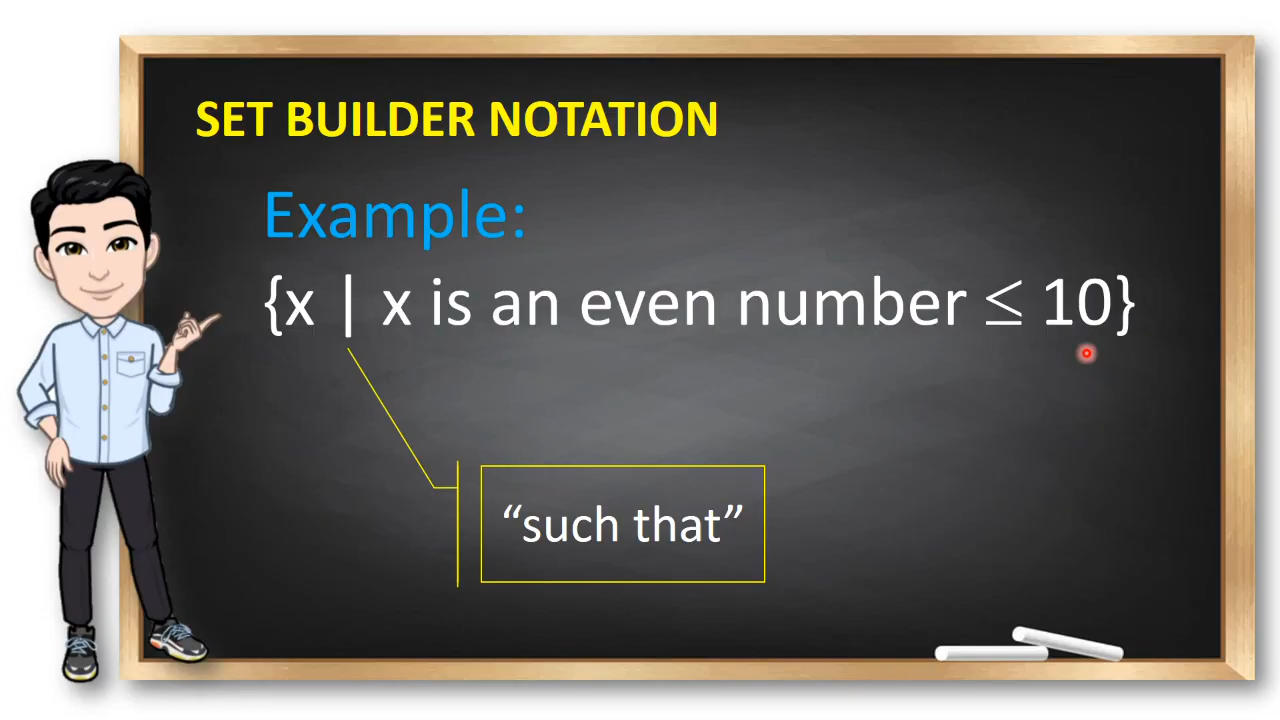 SET BUILDER NOTATION
Example:
{x | x is an even number ≤ 10}
“such that”